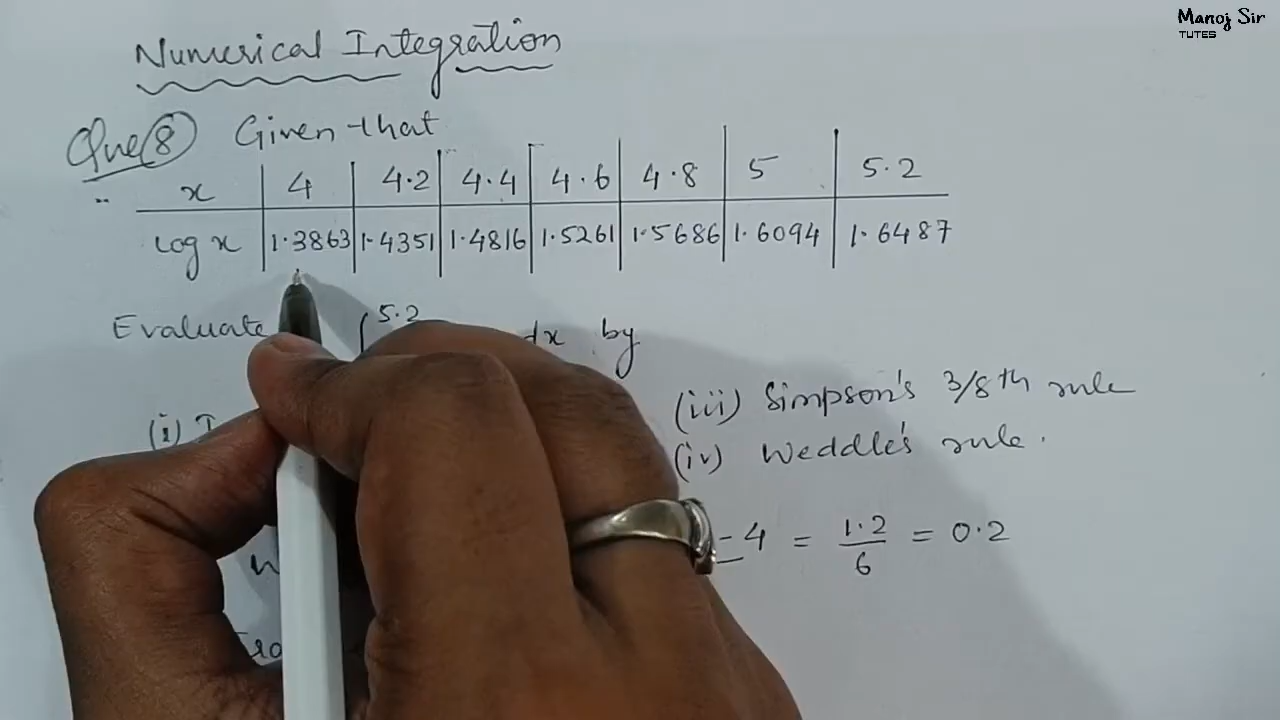 Manoj Sir
TUTES
Numerical Integration
Que 8 Given that
x 4 4.2 4.4 4.6 4.8 5 5.2
log x 1.3863 1.4351 1.4816 1.5261 1.5686 1.6094 1.6487
Evaluate ∫ 5.2 dx by
(i)
(iii) Simpson's 3/8th rule
(iv) Weddle's rule.
- 4 = 1.2/6 = 0.2